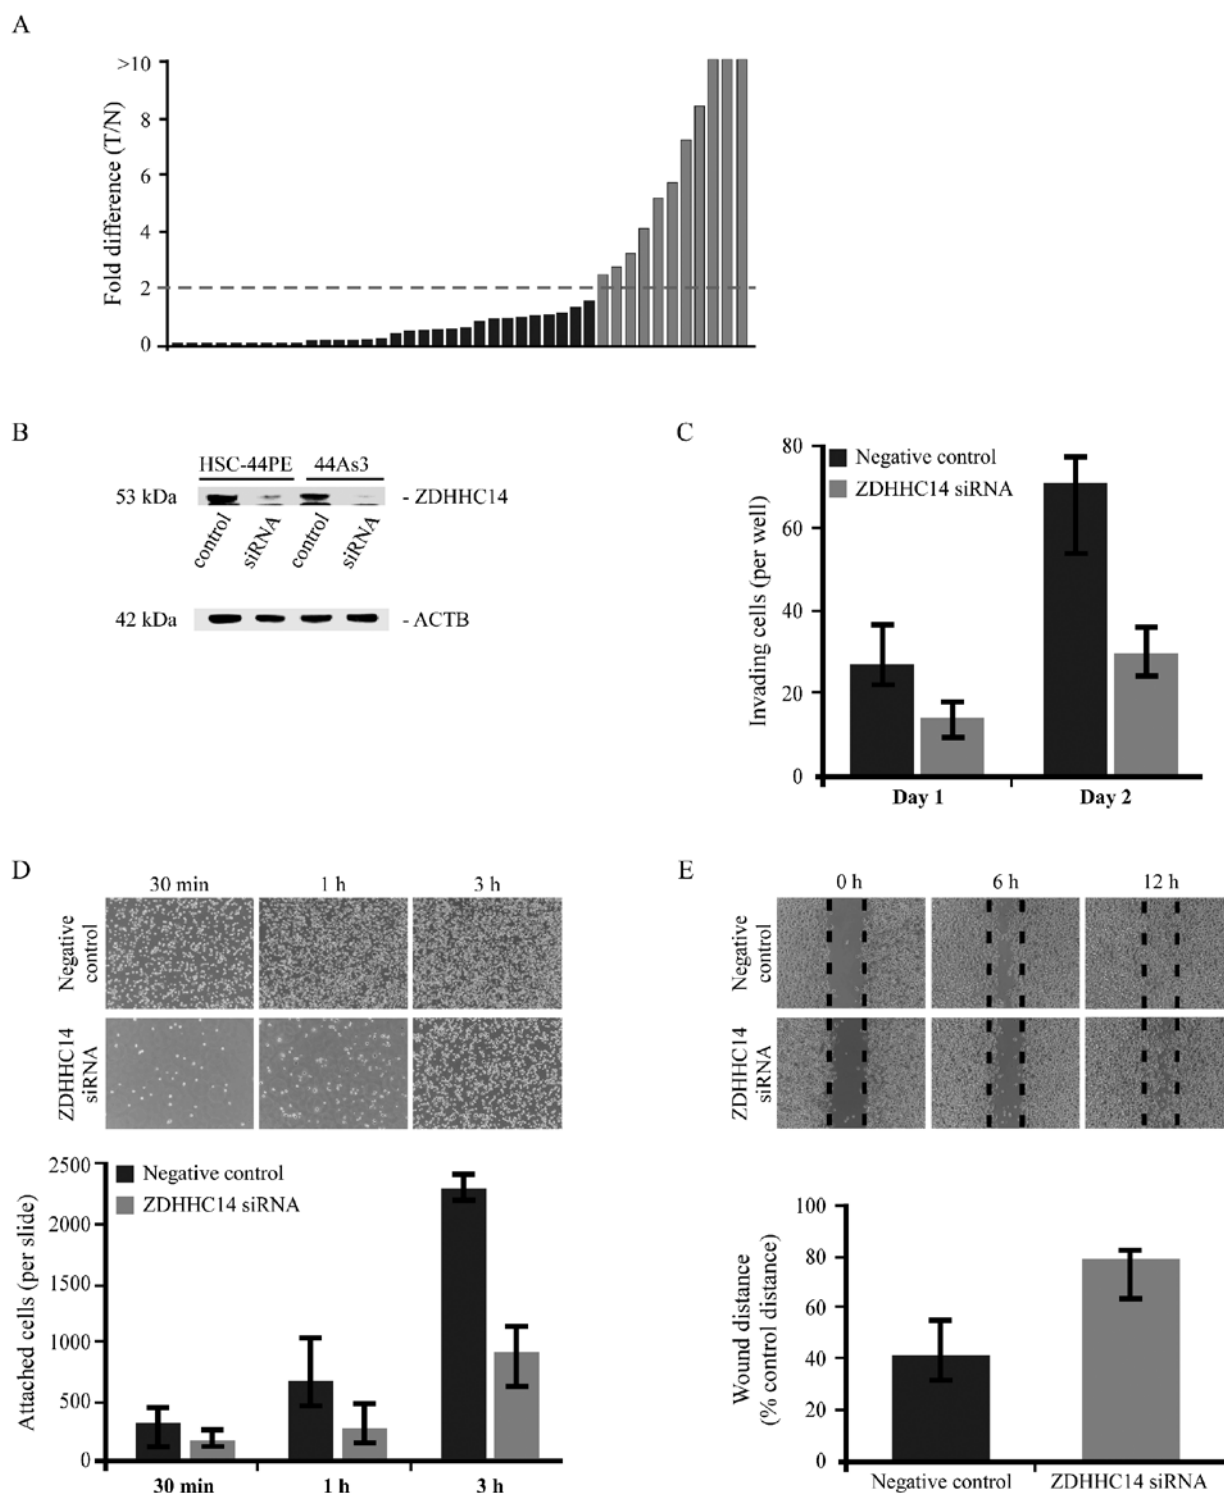 A
Fold difference (T/N)
>10
8
6
4
2
0
B
HSC-44PE 44As3
53 kDa - ZDHHC14
control siRNA control siRNA
42 kDa - ACTB
C
Invading cells (per well)
80
60
40
20
0
Negative control
ZDHHC14 siRNA
Day 1 Day 2
D
30 min 1 h 3 h
Negative
control
ZDHHC14
siRNA
Attached cells (per slide)
2500
2000
1500
1000
500
0
Negative control
ZDHHC14 siRNA
30 min 1 h 3 h
E
0 h 6 h 12 h
Negative
control
ZDHHC14
siRNA
Wound distance
(% control distance)
100
80
60
40
20
0
Negative control ZDHHC14 siRNA